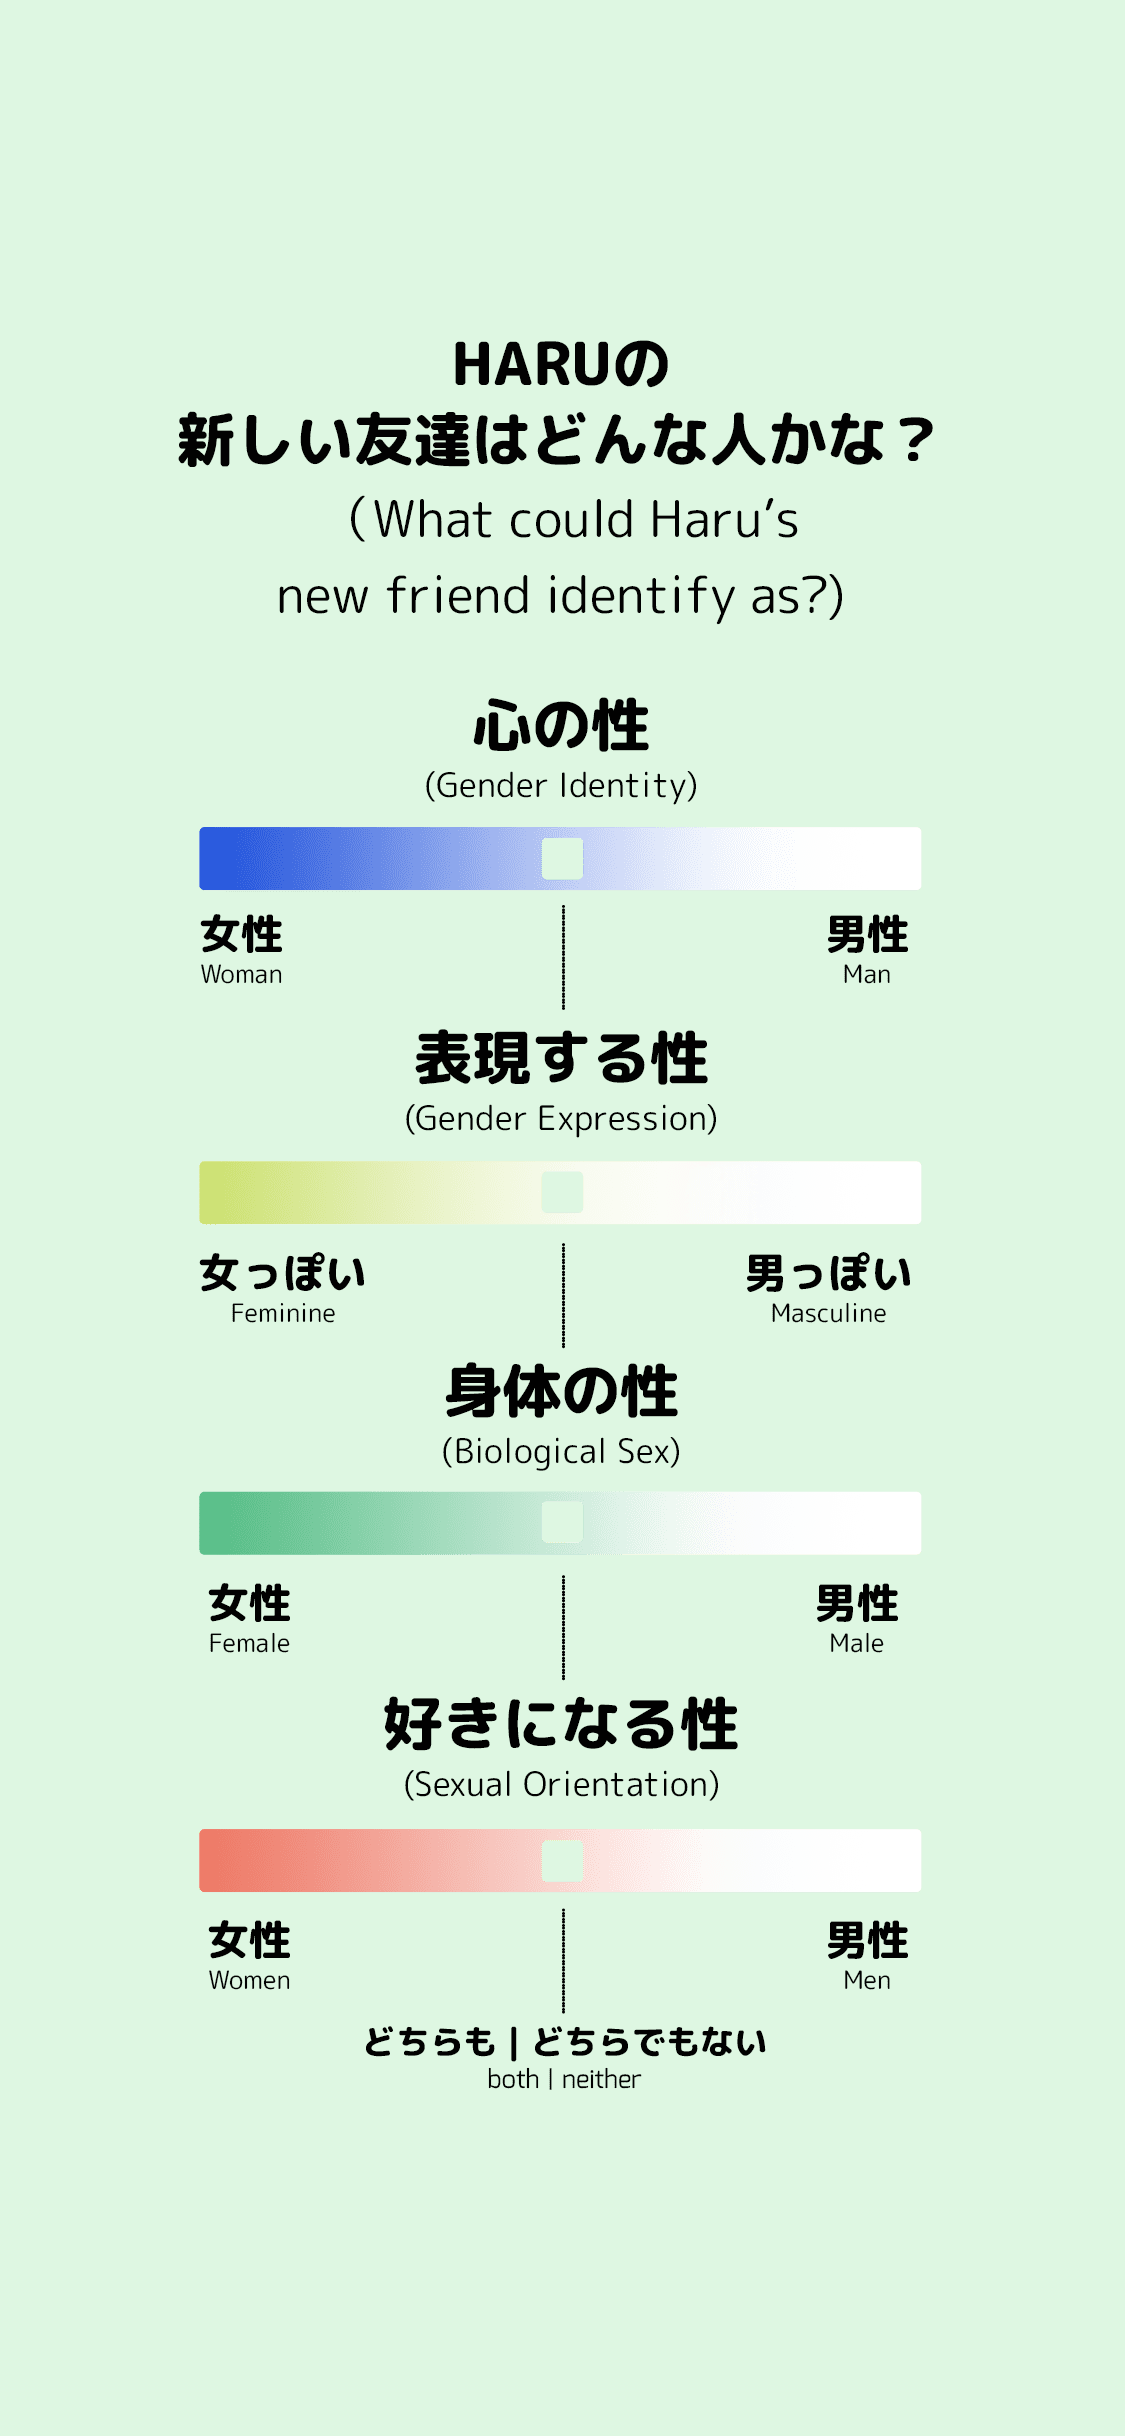 HARUの
新しい友達はどんな人かな？
（What could Haru’s
new friend identify as?)
心の性
(Gender Identity)
女性 男性
Woman Man
表現する性
(Gender Expression)
女っぽい 男っぽい
Feminine Masculine
身体の性
(Biological Sex)
女性 男性
Female Male
好きになる性
(Sexual Orientation)
女性 男性
Women Men
どちらも | どちらでもない
both | neither